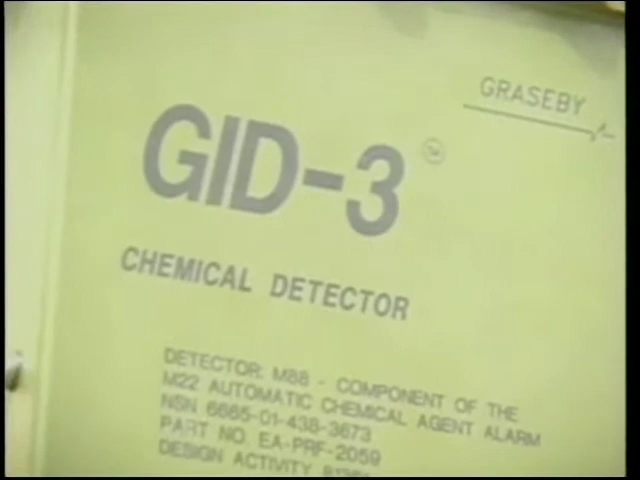 GRASEBY
GID-3
CHEMICAL DETECTOR
DETECTOR: M88 - COMPONENT OF THE
M22 AUTOMATIC CHEMICAL AGENT ALARM
NSN 6665-01-438-3673
PART NO. EA-PRF-2059
DESIGN ACTIVITY